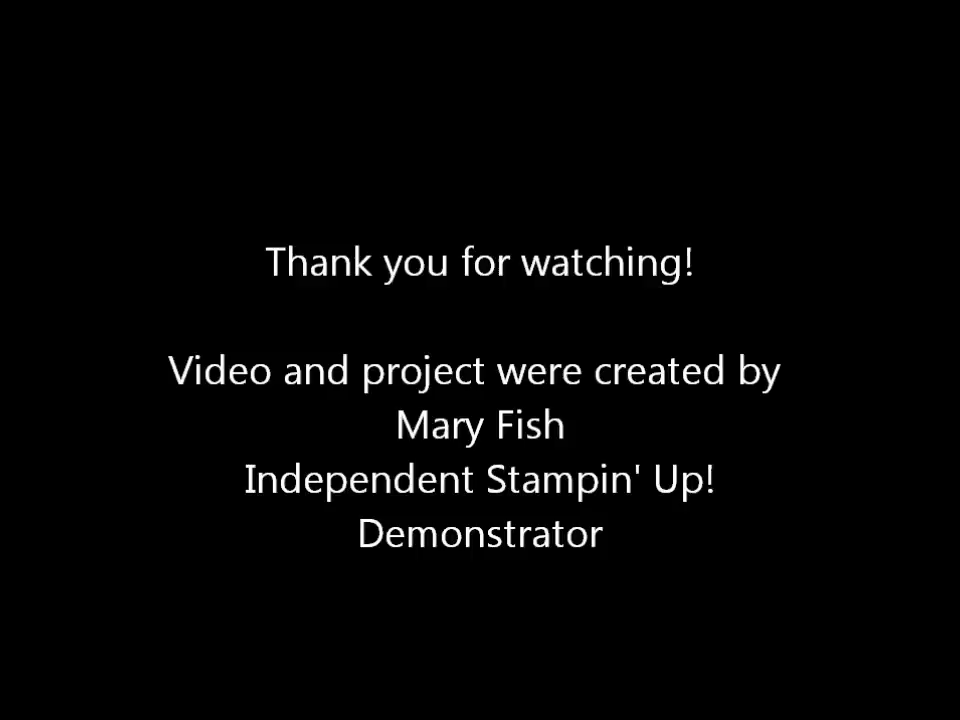 Thank you for watching!
Video and project were created by
Mary Fish
Independent Stampin' Up!
Demonstrator